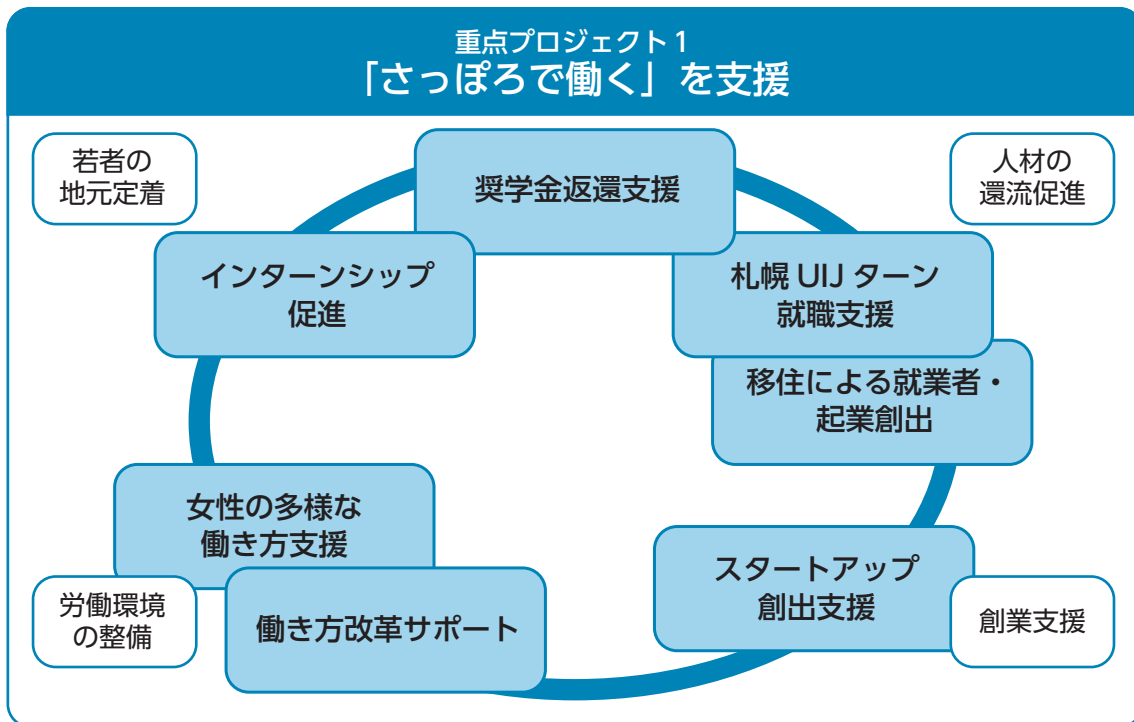 重点プロジェクト1
「さっぽろで働く」を支援
若者の
地元定着
奨学金返還支援
人材の
還流促進
インターンシップ
促進
札幌 UIJ ターン
就職支援
移住による就業者・
起業創出
女性の多様な
働き方支援
スタートアップ
創出支援
労働環境
の整備
働き方改革サポート
創業支援